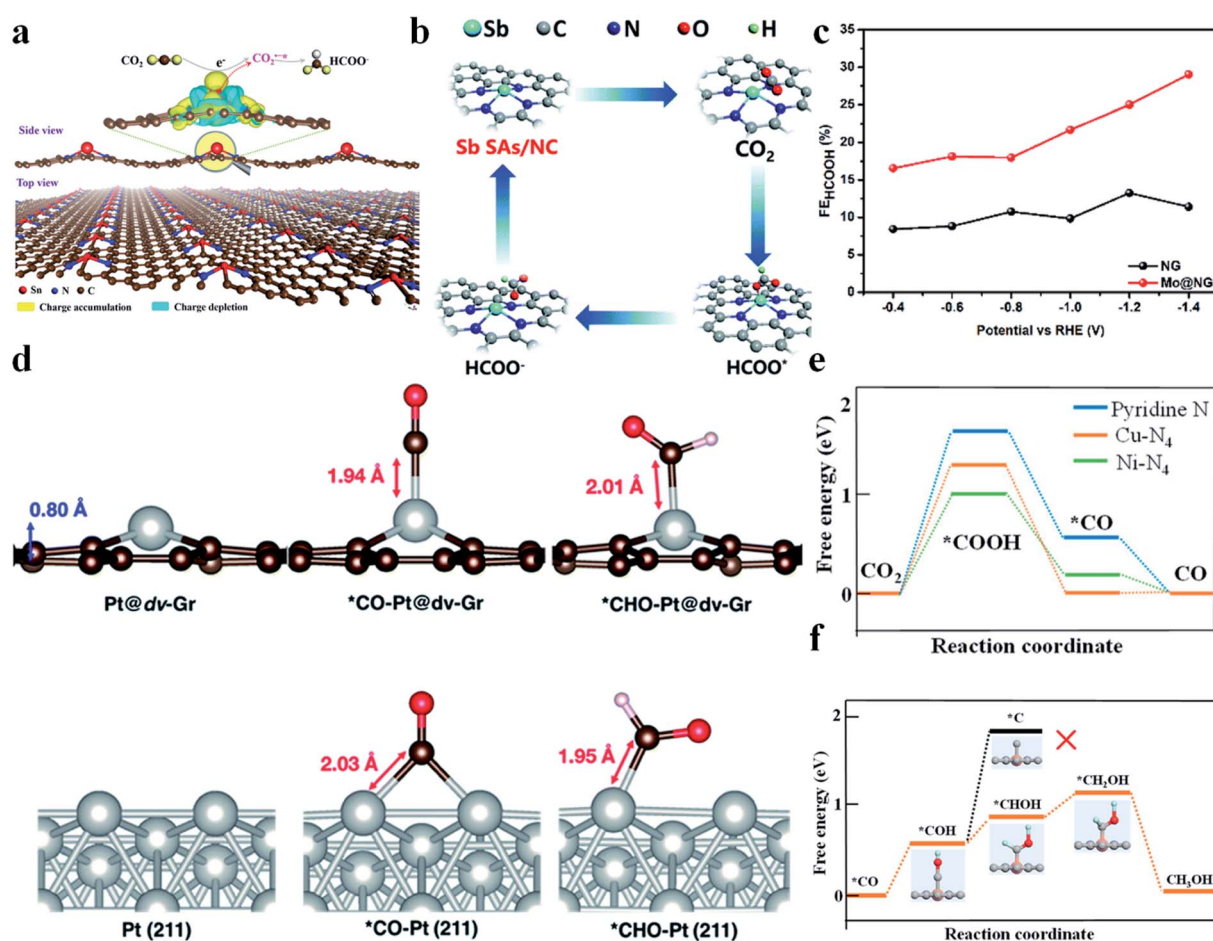 a
CO₂
e⁻
CO₂•⁻*
HCOO⁻
Side view
Top view
Sn N C
Charge accumulation Charge depletion
b
Sb C N O H
Sb SAs/NC
CO₂
HCOO⁻
HCOO*
c
FE_HCOOH (%)
35
30
25
20
15
10
5
0
NG
Mo@NG
-0.4 -0.6 -0.8 -1.0 -1.2 -1.4
Potential vs RHE (V)
d
0.80 Å
1.94 Å
2.01 Å
Pt@dv-Gr
*CO-Pt@dv-Gr
*CHO-Pt@dv-Gr
2.03 Å
1.95 Å
Pt (211)
*CO-Pt (211)
*CHO-Pt (211)
e
Free energy (eV)
2
1
0
Pyridine N
Cu-N₄
Ni-N₄
CO₂
*COOH
*CO
CO
Reaction coordinate
f
Free energy (eV)
2
1
0
*C
*CO
*COH
*CHOH
*CH₂OH
CH₃OH
Reaction coordinate